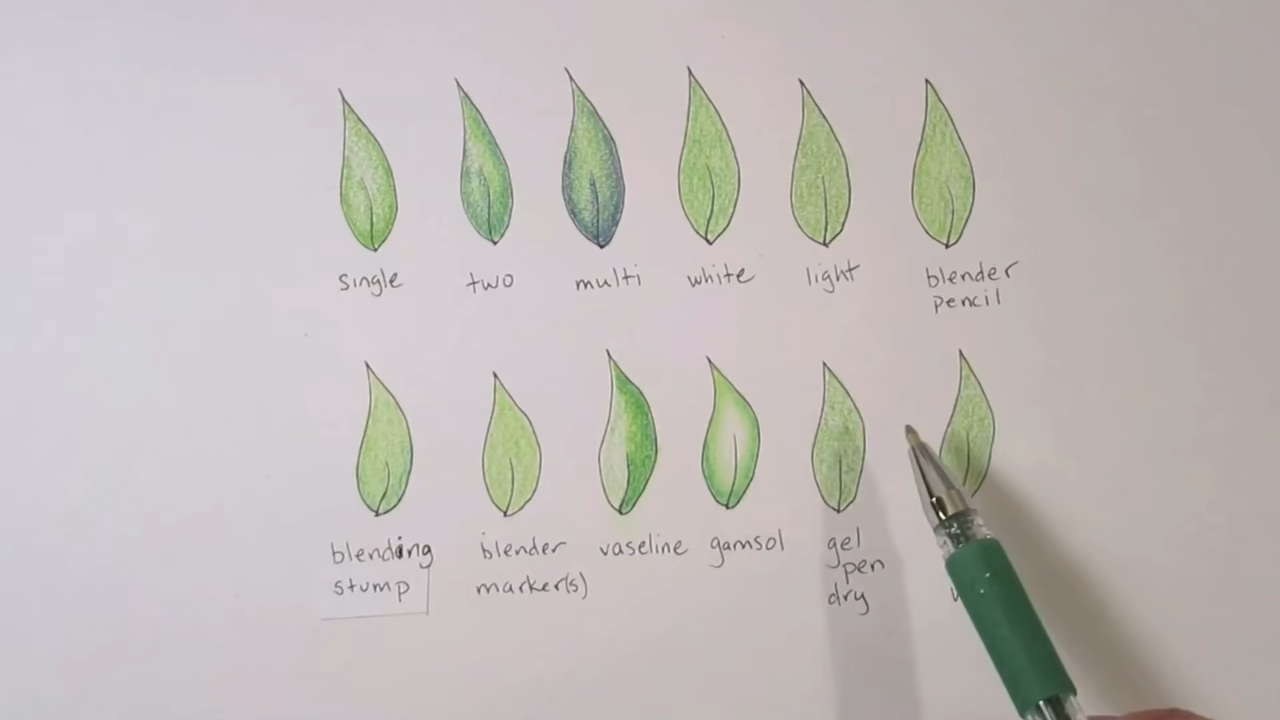 single two multi white light blender
pencil
blending blender vaseline gamsol gel
stump marker(s) pen
dry